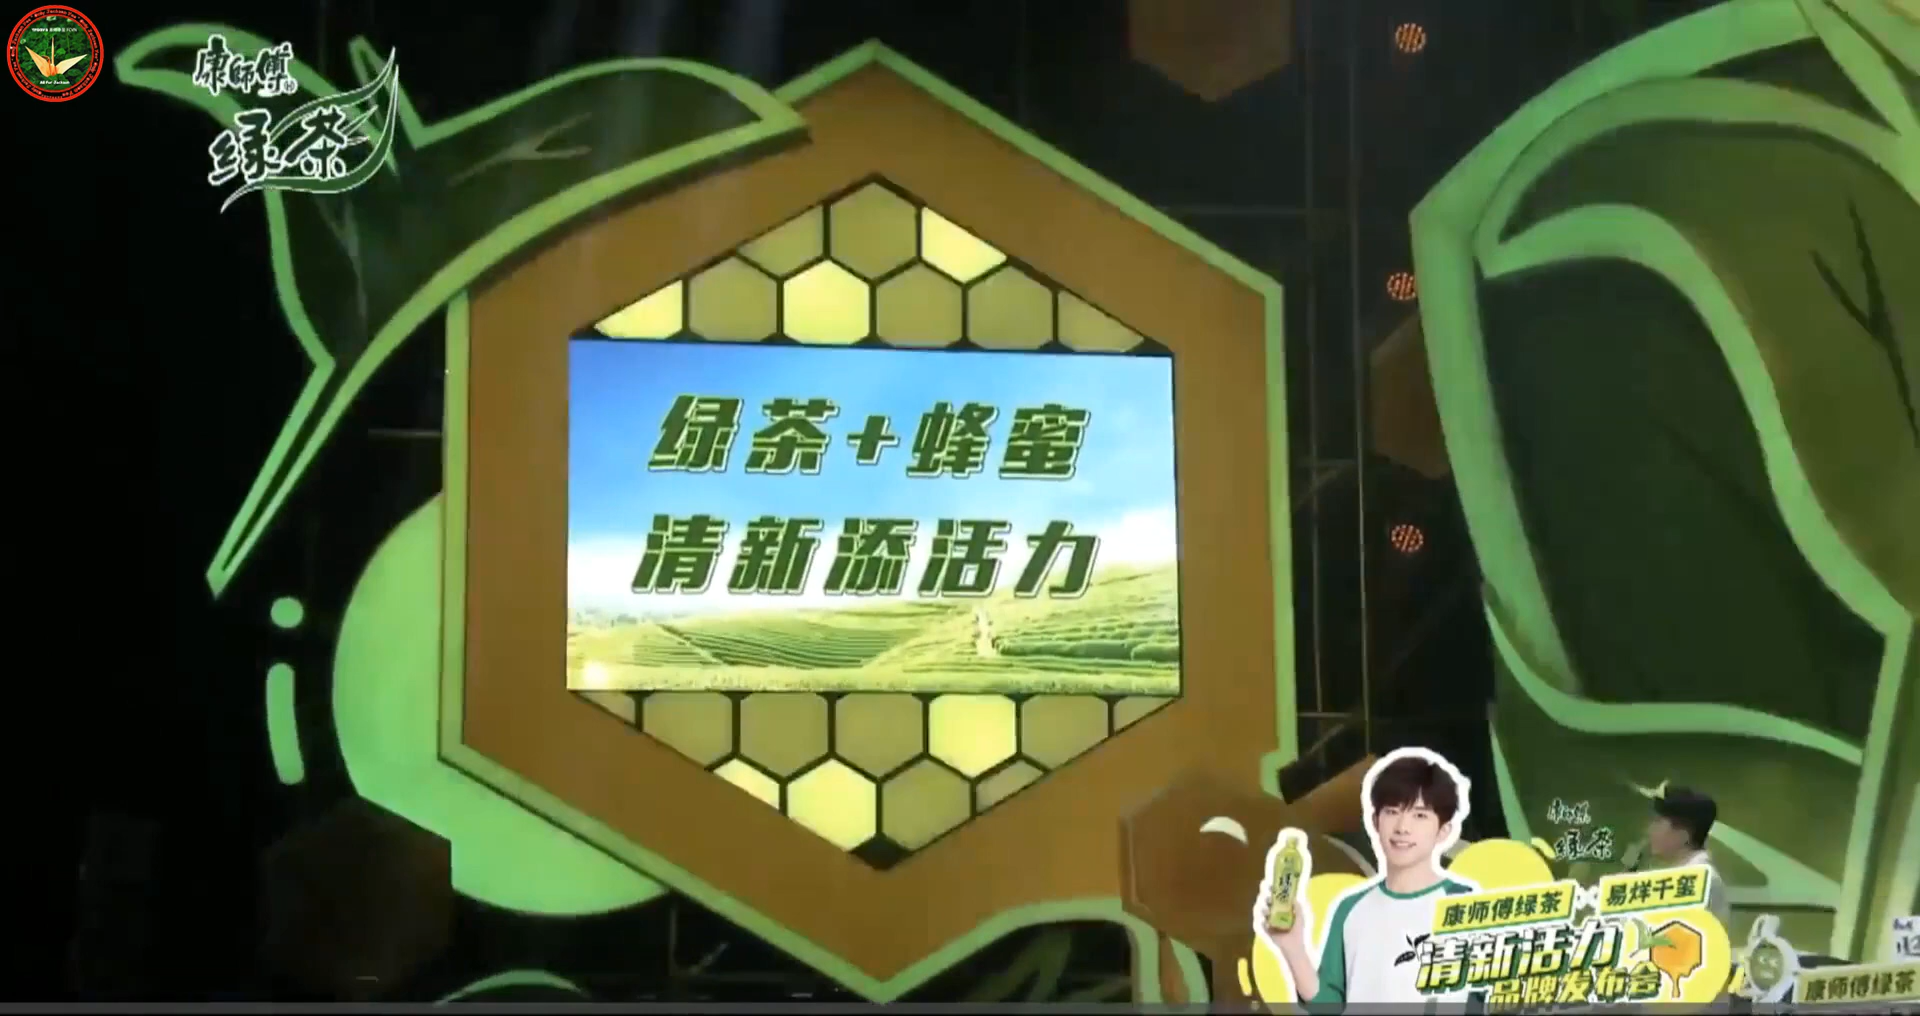 康師傅
绿茶
绿茶+蜂蜜
清新添活力
康師傅
绿茶
康师傅绿茶 × 易烊千玺
清新活力
品牌发布会
康师傅绿茶